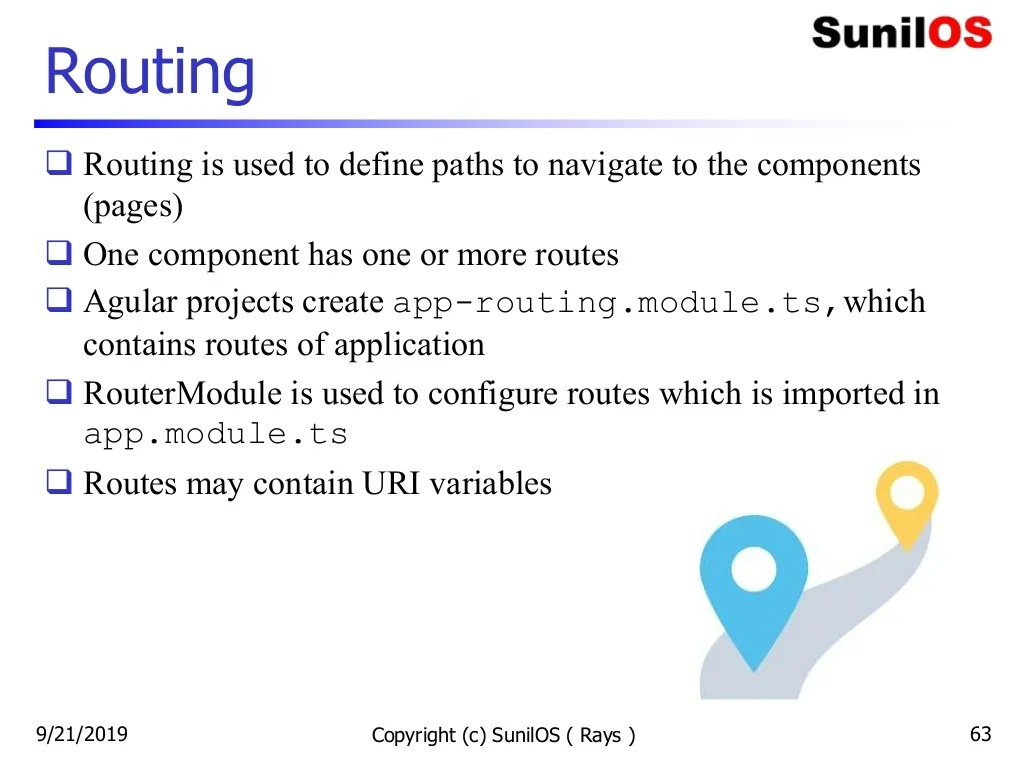 SunilOS
Routing
Routing is used to define paths to navigate to the components
(pages)
One component has one or more routes
Agular projects create app-routing.module.ts, which
contains routes of application
RouterModule is used to configure routes which is imported in
app.module.ts
Routes may contain URI variables
9/21/2019
Copyright (c) SunilOS ( Rays )
63